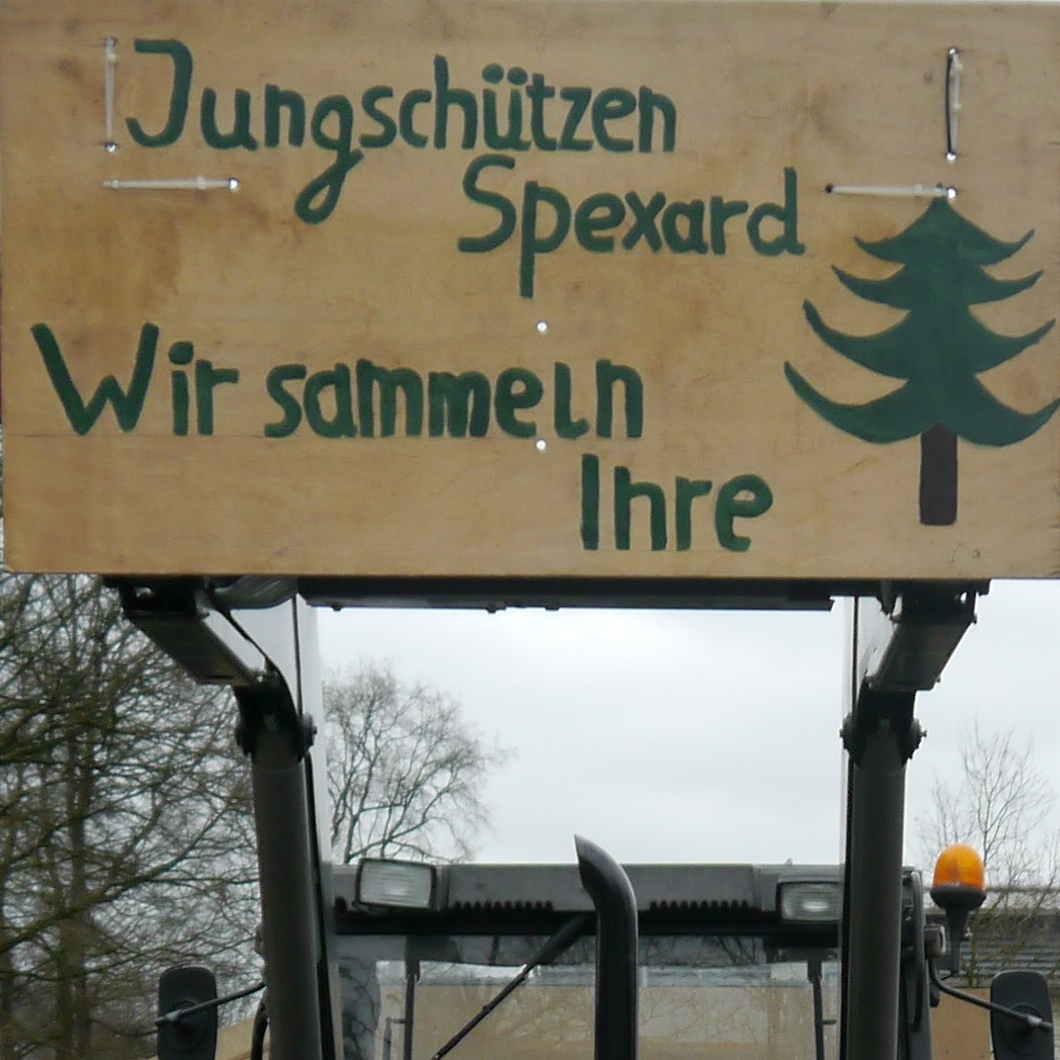 Jungschützen
Spexard
Wir sammeln
Ihre